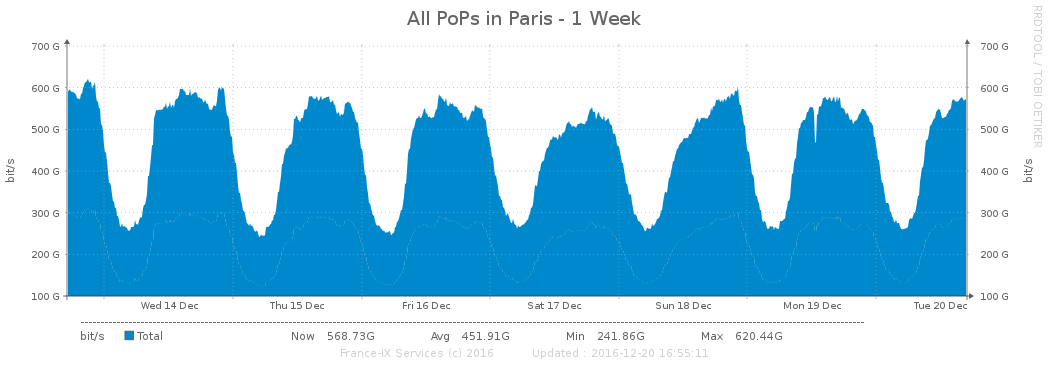 All PoPs in Paris - 1 Week
RRDTOOL / TOBI OETIKER
bit/s
700 G
600 G
500 G
400 G
300 G
200 G
100 G
700 G
600 G
500 G
400 G
300 G
200 G
100 G
bit/s
Wed 14 Dec Thu 15 Dec Fri 16 Dec Sat 17 Dec Sun 18 Dec Mon 19 Dec Tue 20 Dec
bit/s Total Now 568.73G Avg 451.91G Min 241.86G Max 620.44G
France-IX Services (c) 2016 Updated : 2016-12-20 16:55:11